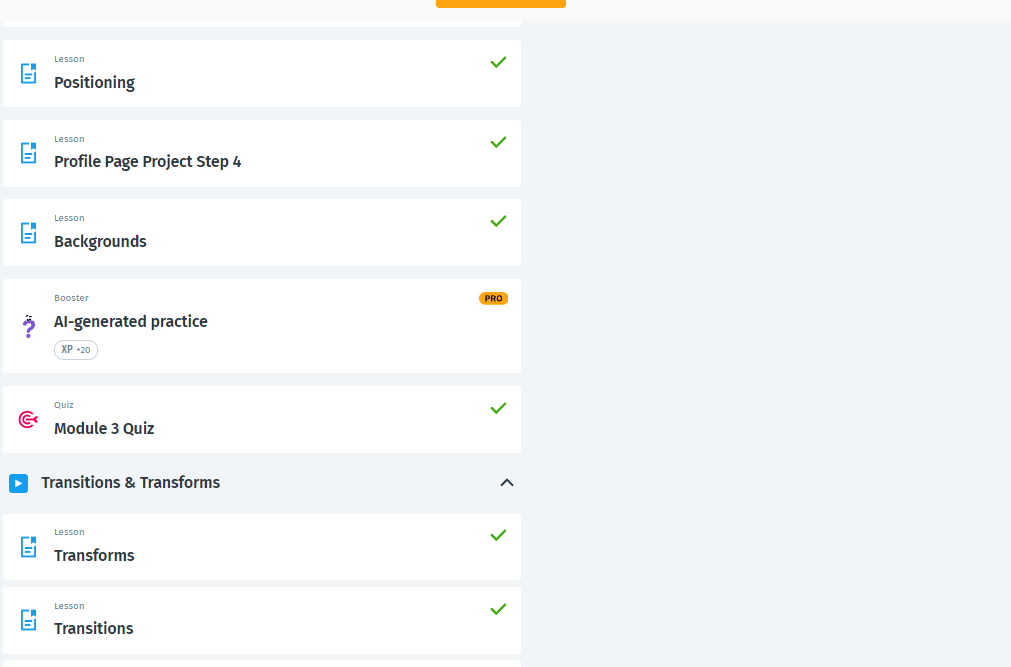 Lesson
Positioning
Lesson
Profile Page Project Step 4
Lesson
Backgrounds
Booster
PRO
AI-generated practice
XP +20
Quiz
Module 3 Quiz
Transitions & Transforms
Lesson
Transforms
Lesson
Transitions